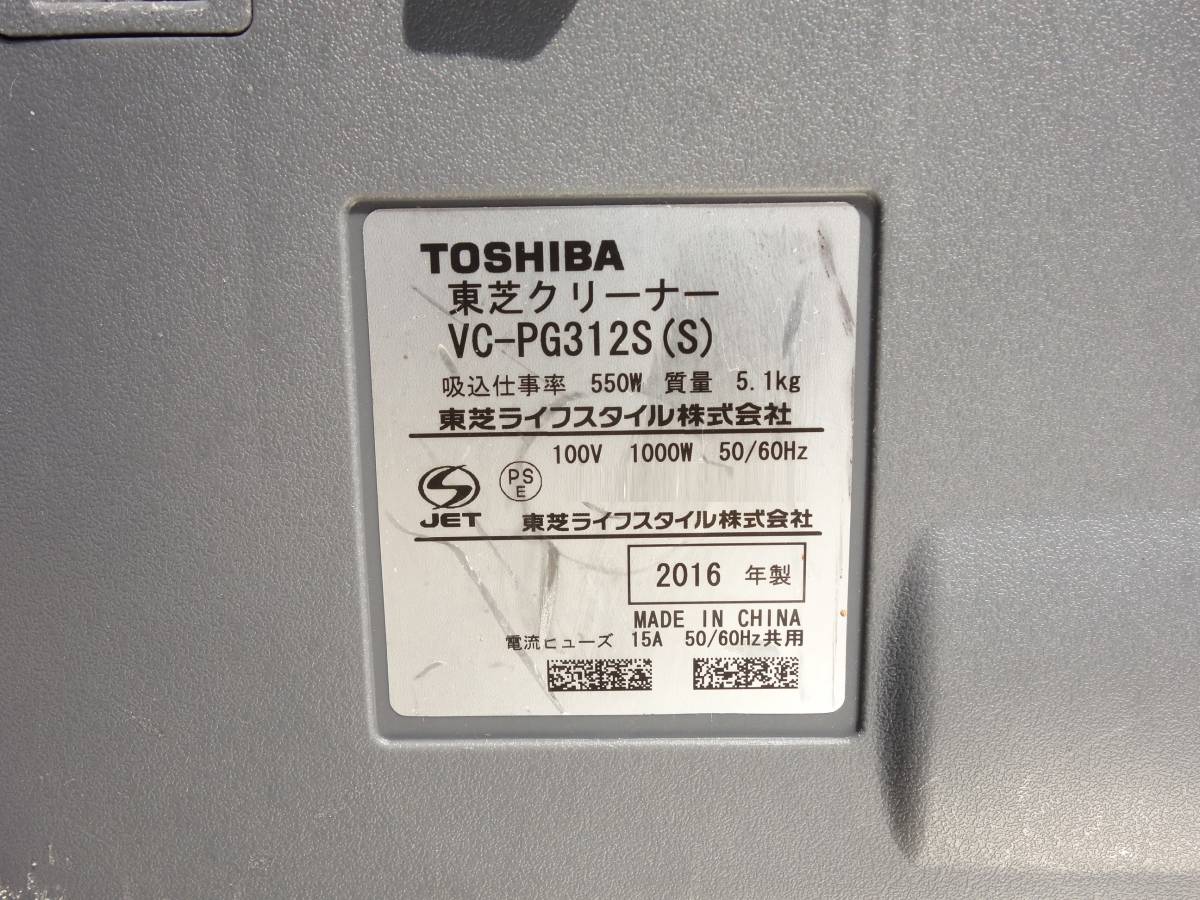 TOSHIBA
東芝クリーナー
VC-PG312S(S)
吸込仕事率 550W 質量 5.1kg
東芝ライフスタイル株式会社
100V 1000W 50/60Hz
JET PSE 東芝ライフスタイル株式会社
2016 年製
MADE IN CHINA
電流ヒューズ 15A 50/60Hz共用